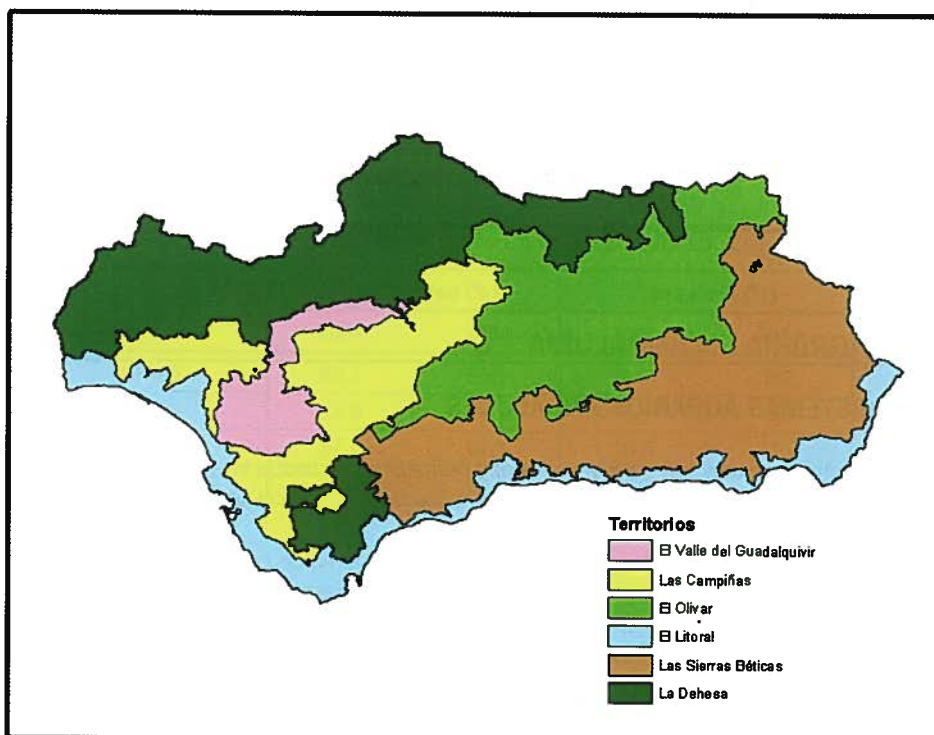 Territorios
El Valle del Guadalquivir
Las Campiñas
El Olivar
El Litoral
Las Sierras Béticas
La Dehesa